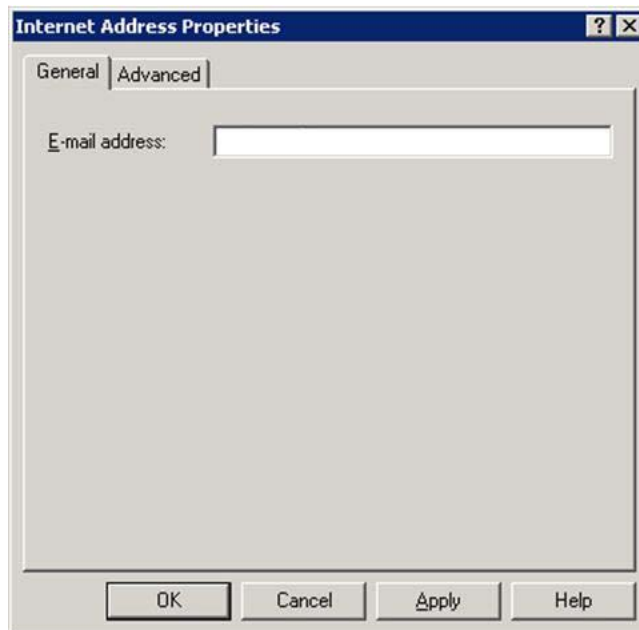 Internet Address Properties
General Advanced
E-mail address:
OK Cancel Apply Help